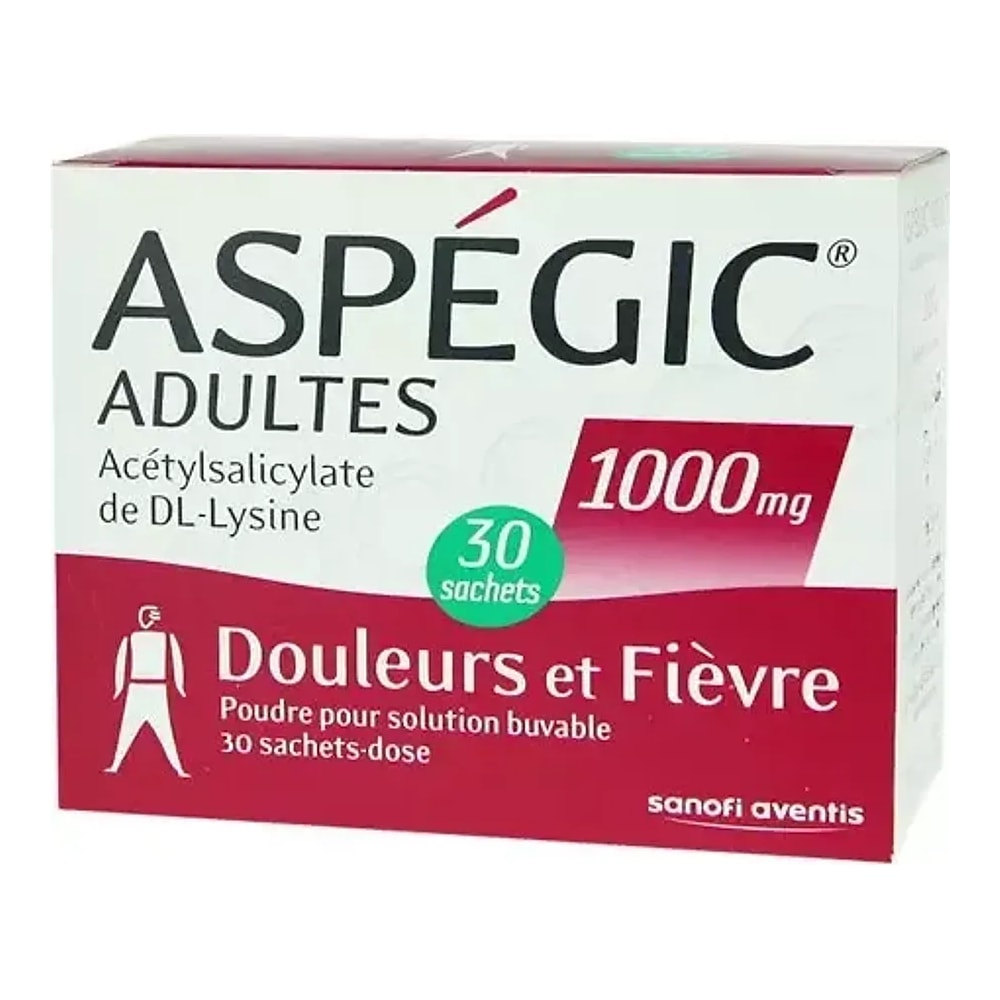 ASPÉGIC®
ADULTES
Acétylsalicylate
de DL-Lysine
1000 mg
30
sachets
Douleurs et Fièvre
Poudre pour solution buvable
30 sachets-dose
sanofi aventis